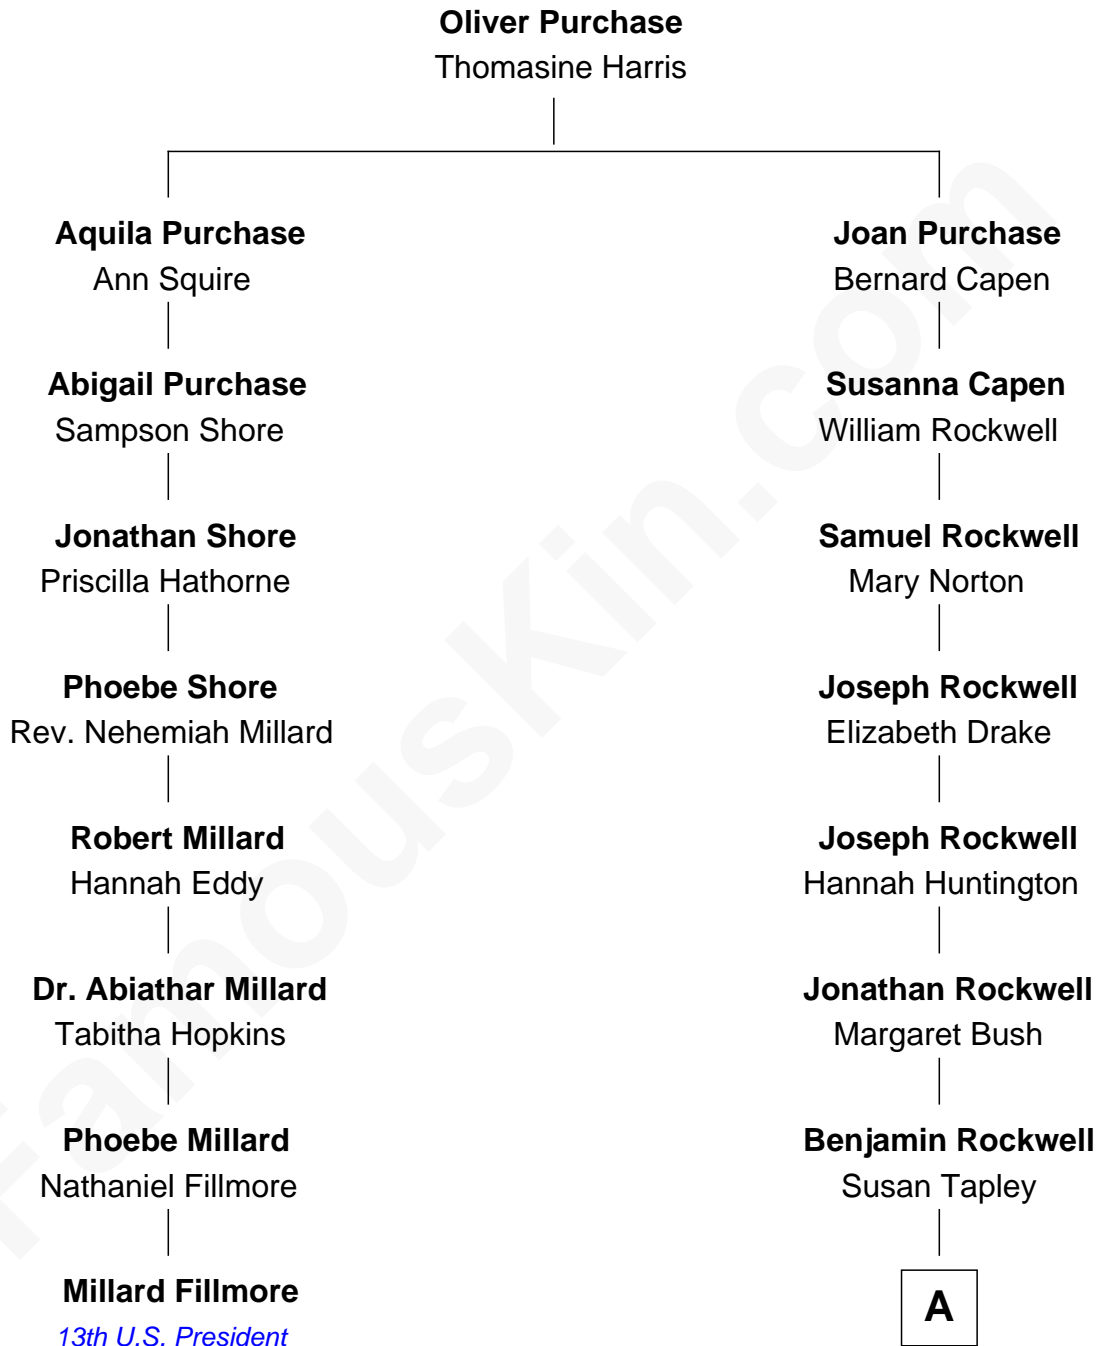 Oliver Purchase
Thomasine Harris
Aquila Purchase
Ann Squire
Joan Purchase
Bernard Capen
Abigail Purchase
Sampson Shore
Susanna Capen
William Rockwell
Jonathan Shore
Priscilla Hathorne
Samuel Rockwell
Mary Norton
Phoebe Shore
Rev. Nehemiah Millard
Joseph Rockwell
Elizabeth Drake
Robert Millard
Hannah Eddy
Joseph Rockwell
Hannah Huntington
Dr. Abiathar Millard
Tabitha Hopkins
Jonathan Rockwell
Margaret Bush
Phoebe Millard
Nathaniel Fillmore
Benjamin Rockwell
Susan Tapley
Millard Fillmore
13th U.S. President
A
FamousKin.com